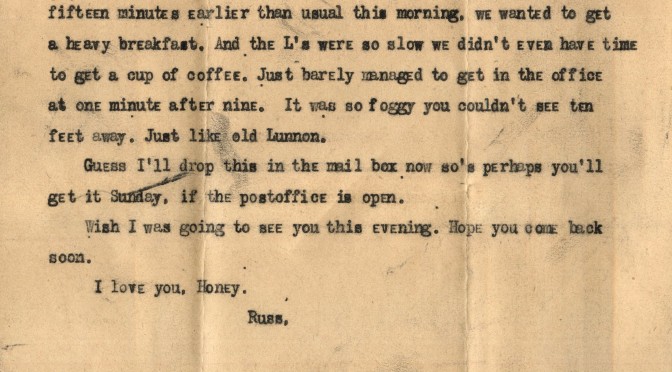 fifteen minutes earlier than usual this morning, we wanted to get
a heavy breakfast. And the L's were so slow we didn't even have time
to get a cup of coffee. Just barely managed to get in the office
at one minute after nine.  It was so foggy you couldn't see ten
feet away. Just like old Lunnon.
Guess I'll drop this in the mail box now so's perhaps you'll
get it Sunday, if the postoffice is open.
Wish I was going to see you this evening. Hope you come back
soon.
I love you, Honey.
Russ,